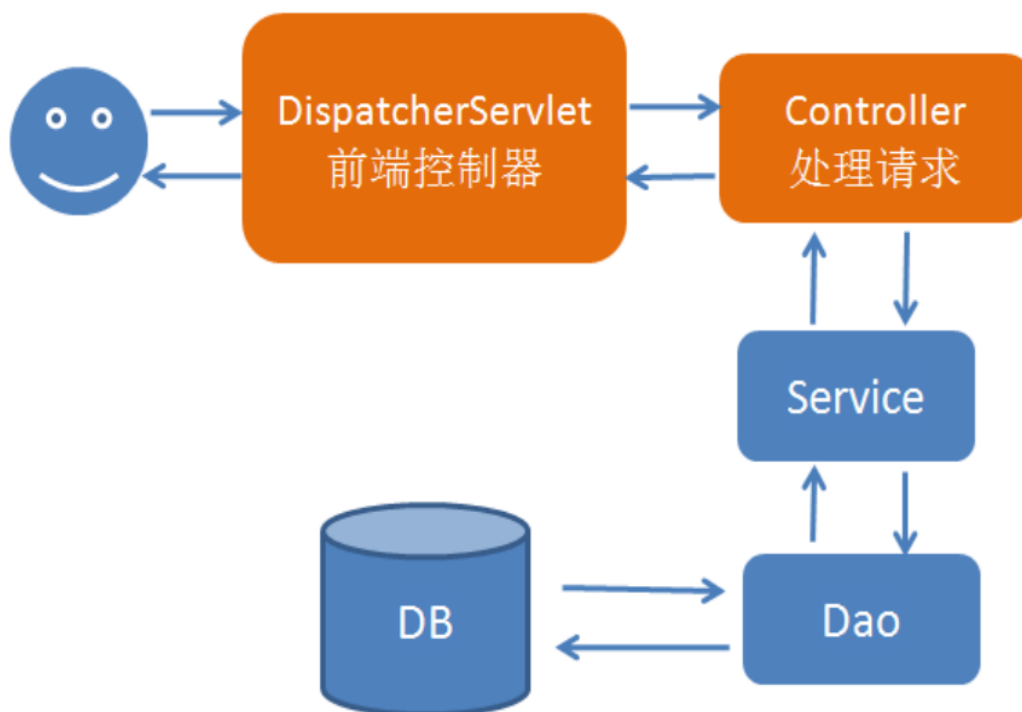 DispatcherServlet
前端控制器
Controller
处理请求
Service
Dao
DB